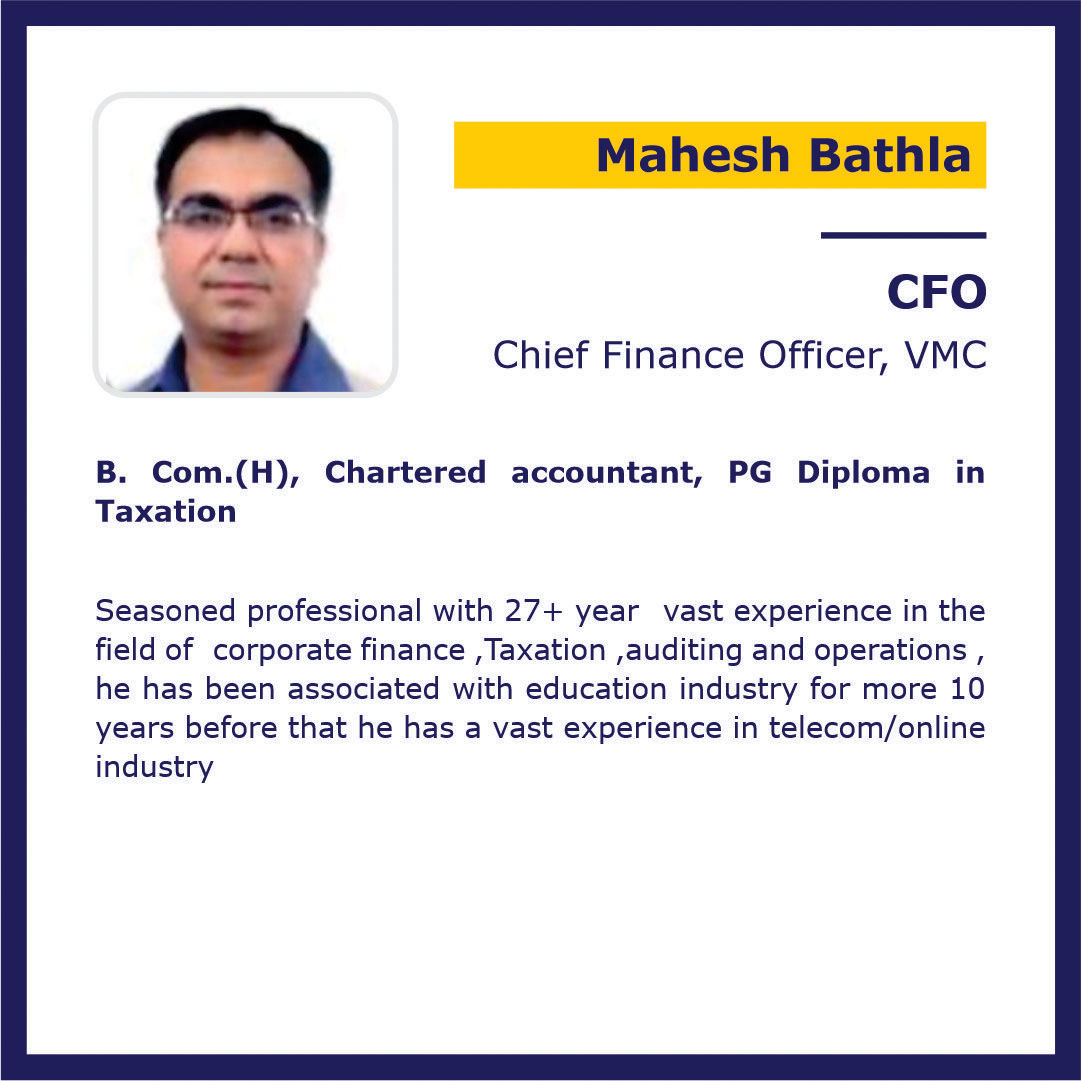 Mahesh Bathla
CFO
Chief Finance Officer, VMC
B. Com.(H), Chartered accountant, PG Diploma in
Taxation
Seasoned professional with 27+ year  vast experience in the
field of  corporate finance ,Taxation ,auditing and operations ,
he has been associated with education industry for more 10
years before that he has a vast experience in telecom/online
industry